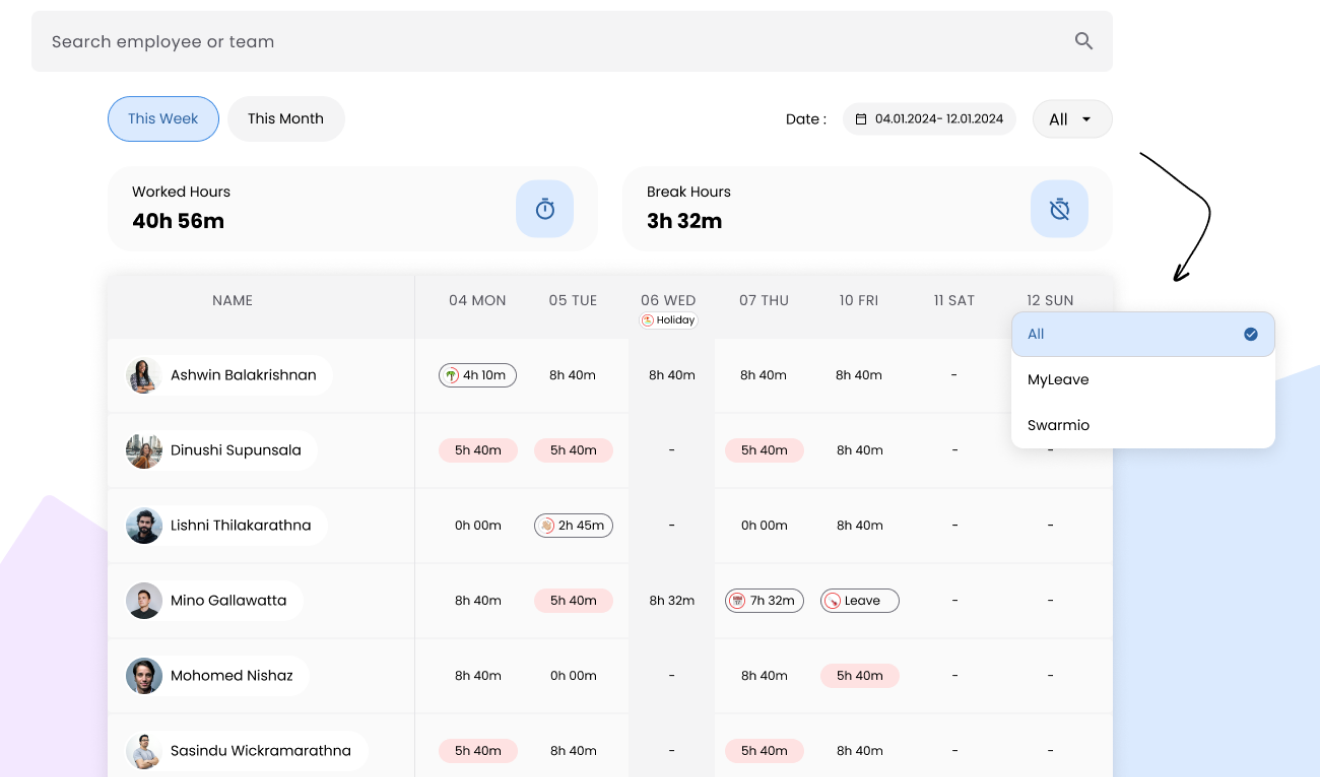 Search employee or team
This Week
This Month
Date :
04.01.2024- 12.01.2024
All
Worked Hours
40h 56m
Break Hours
3h 32m
NAME 04 MON 05 TUE 06 WED 07 THU 10 FRI 11 SAT 12 SUN
Holiday
All
MyLeave
Swarmio
Ashwin Balakrishnan 4h 10m 8h 40m 8h 40m 8h 40m 8h 40m -
Dinushi Supunsala 5h 40m 5h 40m - 5h 40m 8h 40m - -
Lishni Thilakarathna 0h 00m 2h 45m - 0h 00m 8h 40m - -
Mino Gallawatta 8h 40m 5h 40m 8h 32m 7h 32m Leave - -
Mohomed Nishaz 8h 40m 0h 00m - 8h 40m 5h 40m - -
Sasindu Wickramarathna 5h 40m 8h 40m - 5h 40m 8h 40m - -